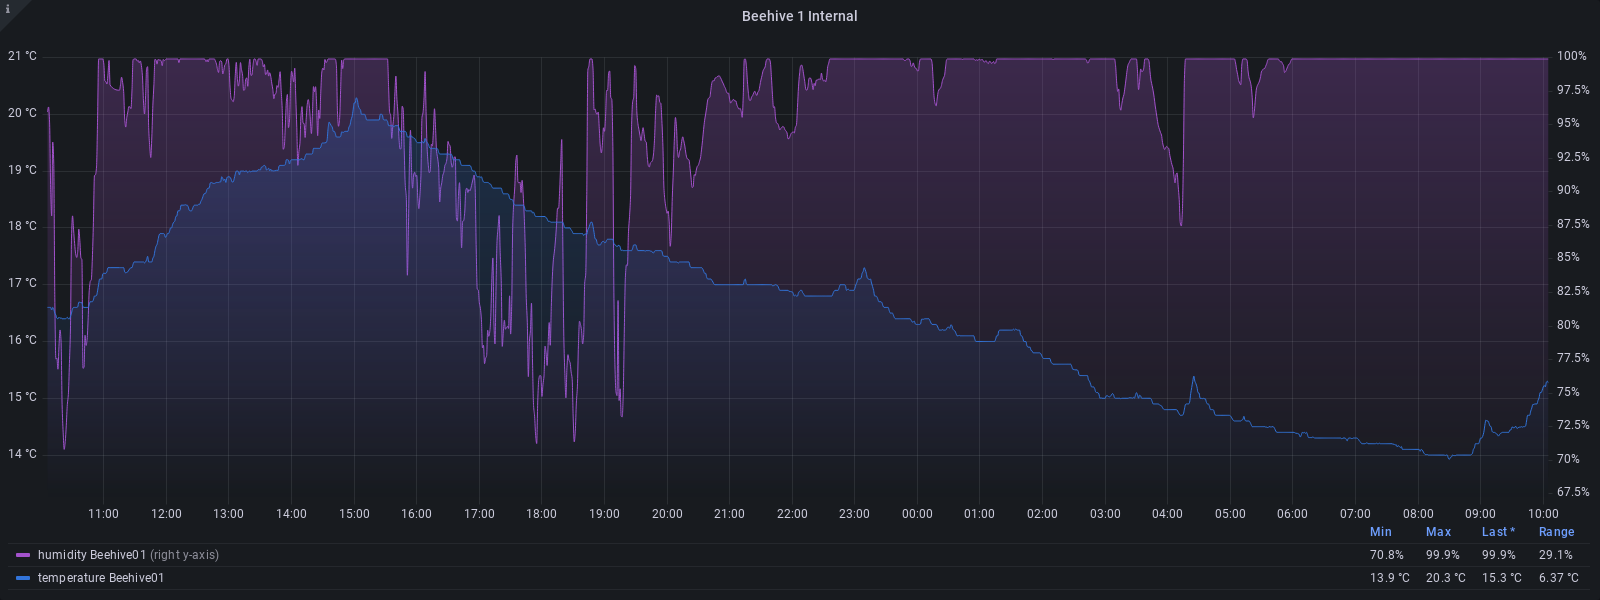 i
Beehive 1 Internal
21 °C
20 °C
19 °C
18 °C
17 °C
16 °C
15 °C
14 °C
100%
97.5%
95%
92.5%
90%
87.5%
85%
82.5%
80%
77.5%
75%
72.5%
70%
67.5%
11:00 12:00 13:00 14:00 15:00 16:00 17:00 18:00 19:00 20:00 21:00 22:00 23:00 00:00 01:00 02:00 03:00 04:00 05:00 06:00 07:00 08:00 09:00 10:00
Min Max Last * Range
humidity Beehive01 (right y-axis) 70.8% 99.9% 99.9% 29.1%
temperature Beehive01 13.9 °C 20.3 °C 15.3 °C 6.37 °C